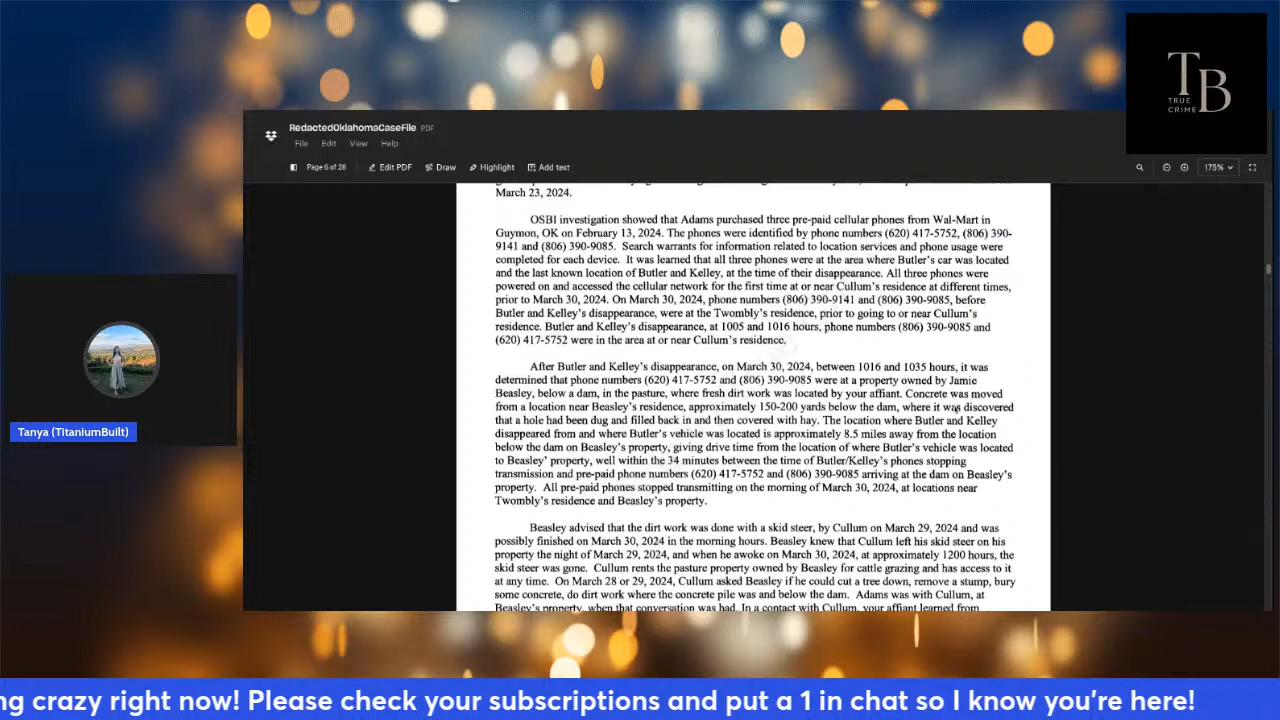 TB
TRUE
CRIME
RedactedOklahomaCaseFile PDF
File Edit View Help
Page 6 of 28 Edit PDF Draw Highlight Add text 175%
March 23, 2024.
OSBI investigation showed that Adams purchased three pre-paid cellular phones from Wal-Mart in
Guymon, OK on February 13, 2024. The phones were identified by phone numbers (620) 417-5752, (806) 390-
9141 and (806) 390-9085. Search warrants for information related to location services and phone usage were
completed for each device. It was learned that all three phones were at the area where Butler's car was located
and the last known location of Butler and Kelley, at the time of their disappearance. All three phones were
powered on and accessed the cellular network for the first time at or near Cullum's residence at different times,
prior to March 30, 2024. On March 30, 2024, phone numbers (806) 390-9141 and (806) 390-9085, before
Butler and Kelley's disappearance, were at the Twombly's residence, prior to going to or near Cullum's
residence. Butler and Kelley's disappearance, at 1005 and 1016 hours, phone numbers (806) 390-9085 and
(620) 417-5752 were in the area at or near Cullum's residence.
After Butler and Kelley's disappearance, on March 30, 2024, between 1016 and 1035 hours, it was
determined that phone numbers (620) 417-5752 and (806) 390-9085 were at a property owned by Jamie
Beasley, below a dam, in the pasture, where fresh dirt work was located by your affiant. Concrete was moved
from a location near Beasley's residence, approximately 150-200 yards below the dam, where it was discovered
that a hole had been dug and filled back in and then covered with hay. The location where Butler and Kelley
disappeared from and where Butler's vehicle was located is approximately 8.5 miles away from the location
below the dam on Beasley's property, giving drive time from the location of where Butler's vehicle was located
to Beasley' property, well within the 34 minutes between the time of Butler/Kelley's phones stopping
transmission and pre-paid phone numbers (620) 417-5752 and (806) 390-9085 arriving at the dam on Beasley's
property. All pre-paid phones stopped transmitting on the morning of March 30, 2024, at locations near
Twombly's residence and Beasley's property.
Beasley advised that the dirt work was done with a skid steer, by Cullum on March 29, 2024 and was
possibly finished on March 30, 2024 in the morning hours. Beasley knew that Cullum left his skid steer on his
property the night of March 29, 2024, and when he awoke on March 30, 2024, at approximately 1200 hours, the
skid steer was gone. Cullum rents the pasture property owned by Beasley for cattle grazing and has access to it
at any time. On March 28 or 29, 2024, Cullum asked Beasley if he could cut a tree down, remove a stump, bury
some concrete, do dirt work where the concrete pile was and below the dam. Adams was with Cullum, at
Beasley's property, when that conversation was had. In a contact with Cullum, your affiant learned from
Tanya (TitaniumBuilt)
ng crazy right now! Please check your subscriptions and put a 1 in chat so I know you're here!